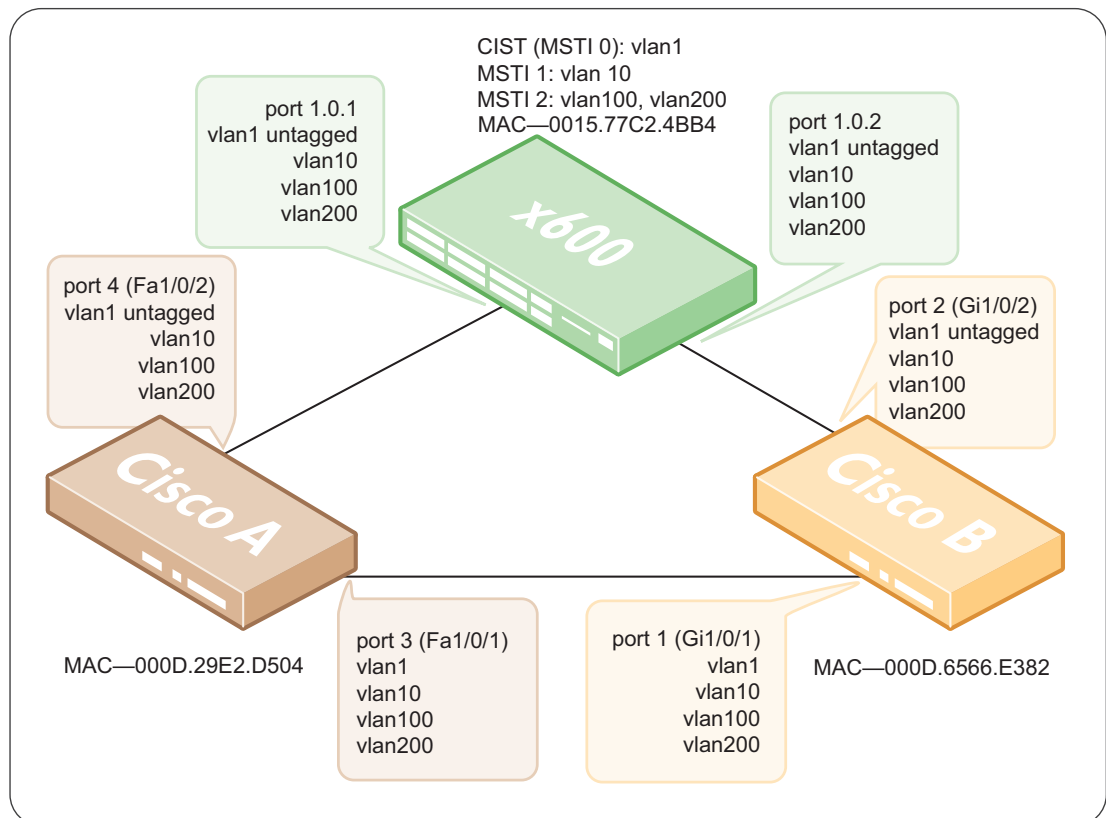 CIST (MSTI 0): vlan1
MSTI 1: vlan 10
MSTI 2: vlan100, vlan200
MAC—0015.77C2.4BB4
port 1.0.1
vlan1 untagged
vlan10
vlan100
vlan200
port 1.0.2
vlan1 untagged
vlan10
vlan100
vlan200
x600
port 4 (Fa1/0/2)
vlan1 untagged
vlan10
vlan100
vlan200
port 2 (Gi1/0/2)
vlan1 untagged
vlan10
vlan100
vlan200
Cisco A
Cisco B
MAC—000D.29E2.D504
port 3 (Fa1/0/1)
vlan1
vlan10
vlan100
vlan200
port 1 (Gi1/0/1)
vlan1
vlan10
vlan100
vlan200
MAC—000D.6566.E382